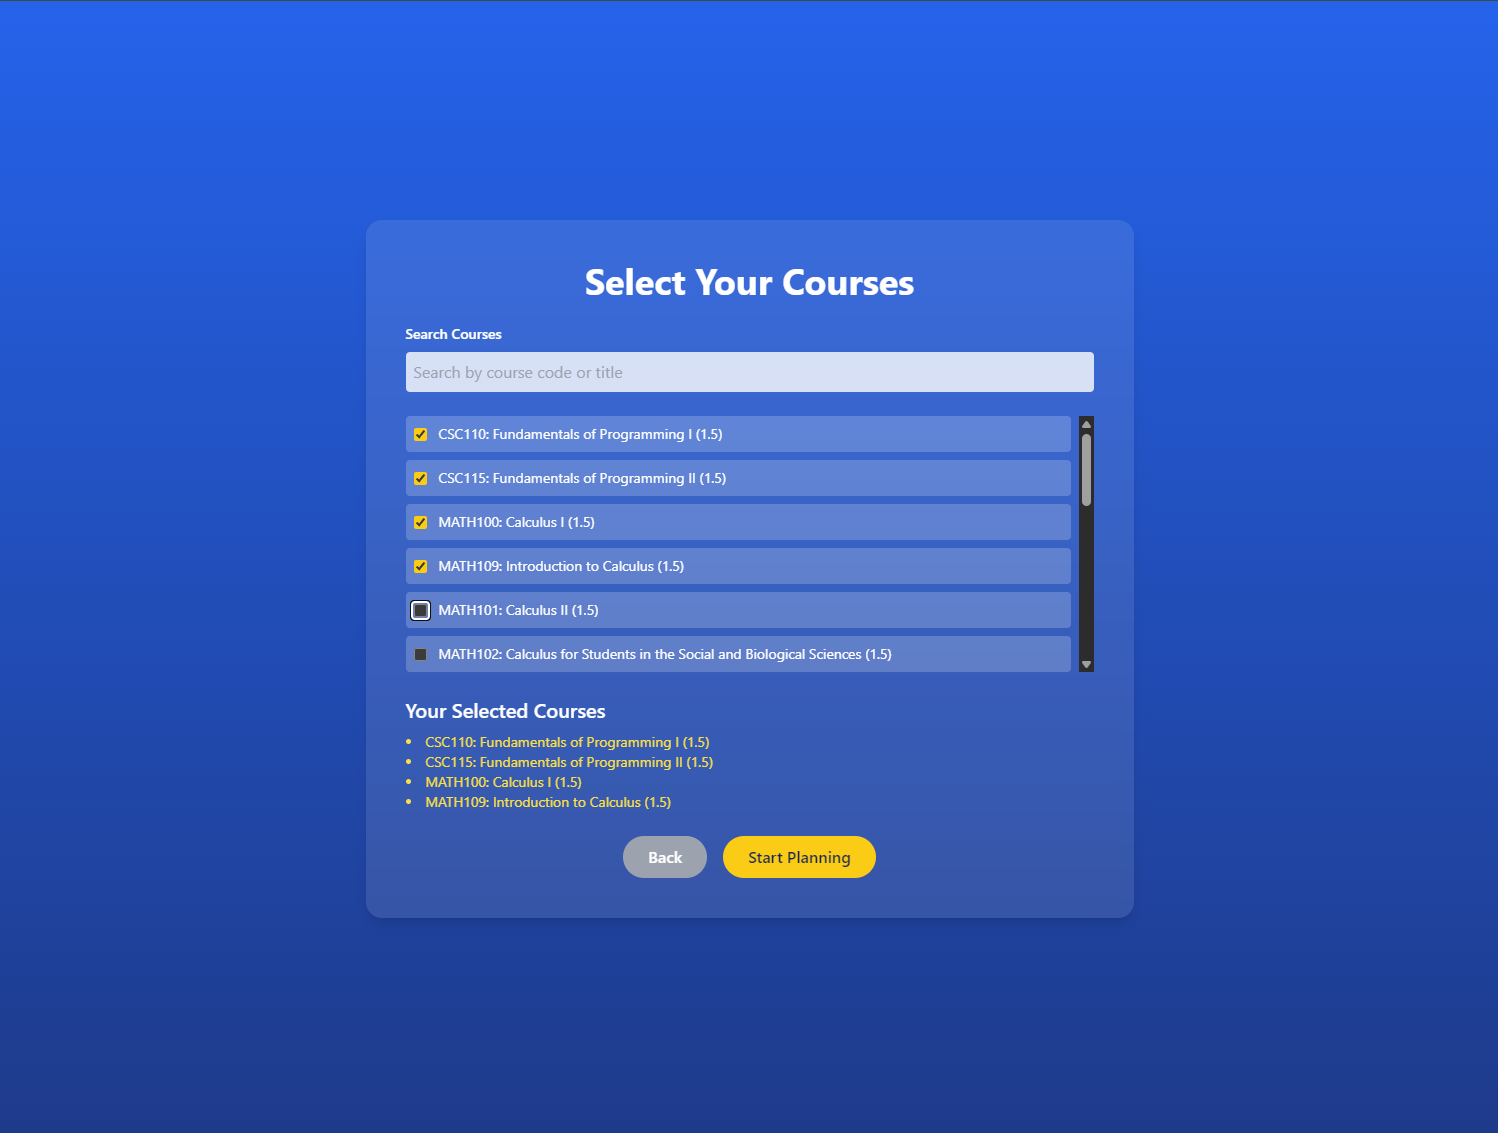 Select Your Courses
Search Courses
Search by course code or title
CSC110: Fundamentals of Programming I (1.5)
CSC115: Fundamentals of Programming II (1.5)
MATH100: Calculus I (1.5)
MATH109: Introduction to Calculus (1.5)
MATH101: Calculus II (1.5)
MATH102: Calculus for Students in the Social and Biological Sciences (1.5)
Your Selected Courses
• CSC110: Fundamentals of Programming I (1.5)
• CSC115: Fundamentals of Programming II (1.5)
• MATH100: Calculus I (1.5)
• MATH109: Introduction to Calculus (1.5)
Back Start Planning